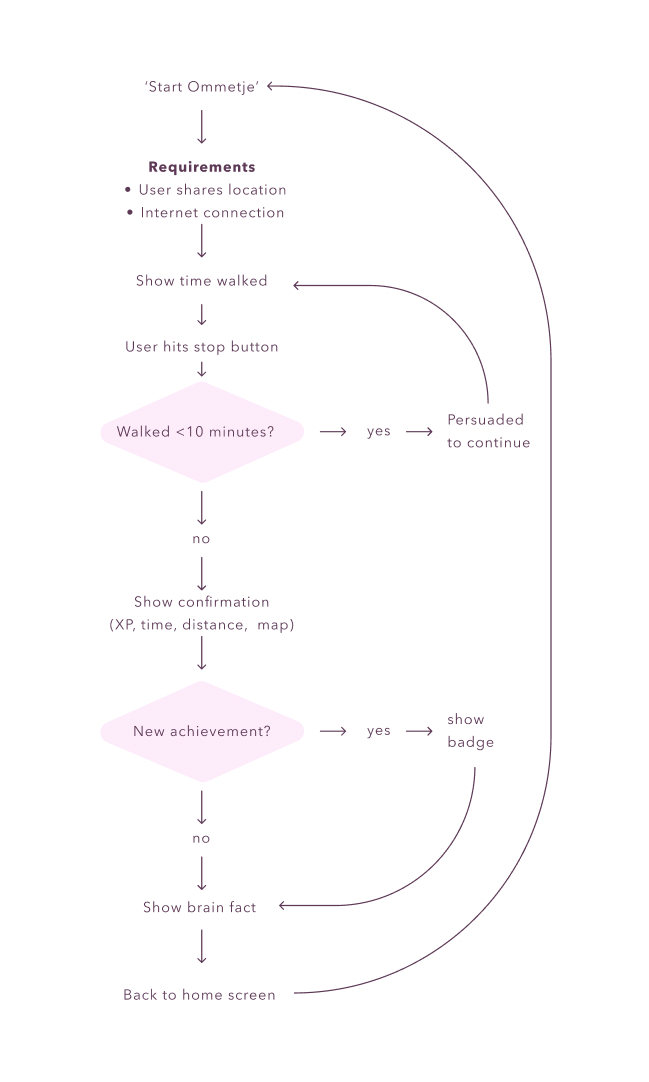 ‘Start Ommetje’
Requirements
• User shares location
• Internet connection
Show time walked
User hits stop button
Walked <10 minutes?
yes
Persuaded
to continue
no
Show confirmation
(XP, time, distance,  map)
New achievement?
yes
show
badge
no
Show brain fact
Back to home screen